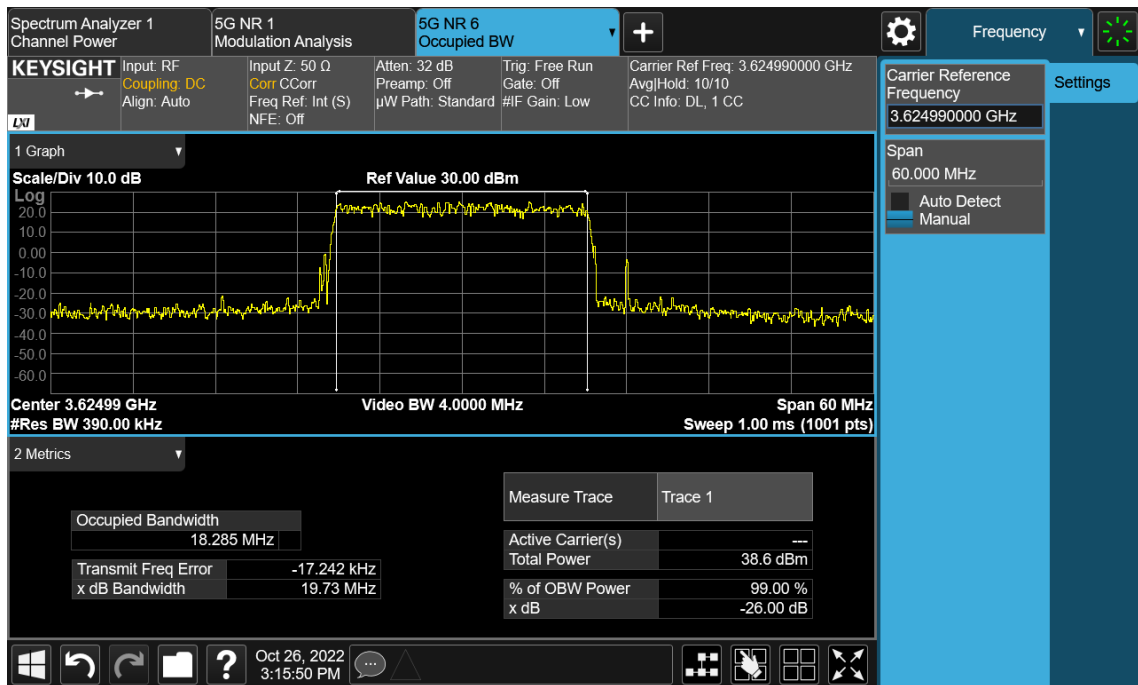 Spectrum Analyzer 1
Channel Power
5G NR 1
Modulation Analysis
5G NR 6
Occupied BW
Frequency
KEYSIGHT
LXI
Input: RF
Coupling: DC
Align: Auto
Input Z: 50 Ω
Corr CCorr
Freq Ref: Int (S)
NFE: Off
Atten: 32 dB
Preamp: Off
µW Path: Standard
Trig: Free Run
Gate: Off
#IF Gain: Low
Carrier Ref Freq: 3.624990000 GHz
Avg|Hold: 10/10
CC Info: DL, 1 CC
Carrier Reference
Frequency
3.624990000 GHz
Settings
Span
60.000 MHz
Auto Detect
Manual
1 Graph
Scale/Div 10.0 dB
Ref Value 30.00 dBm
Log
20.0
10.0
0.00
-10.0
-20.0
-30.0
-40.0
-50.0
-60.0
Center 3.62499 GHz
Video BW 4.0000 MHz
Span 60 MHz
#Res BW 390.00 kHz
Sweep 1.00 ms (1001 pts)
2 Metrics
Occupied Bandwidth
18.285 MHz
Transmit Freq Error -17.242 kHz
x dB Bandwidth 19.73 MHz
Measure Trace Trace 1
Active Carrier(s) ---
Total Power 38.6 dBm
% of OBW Power 99.00 %
x dB -26.00 dB
Oct 26, 2022
3:15:50 PM